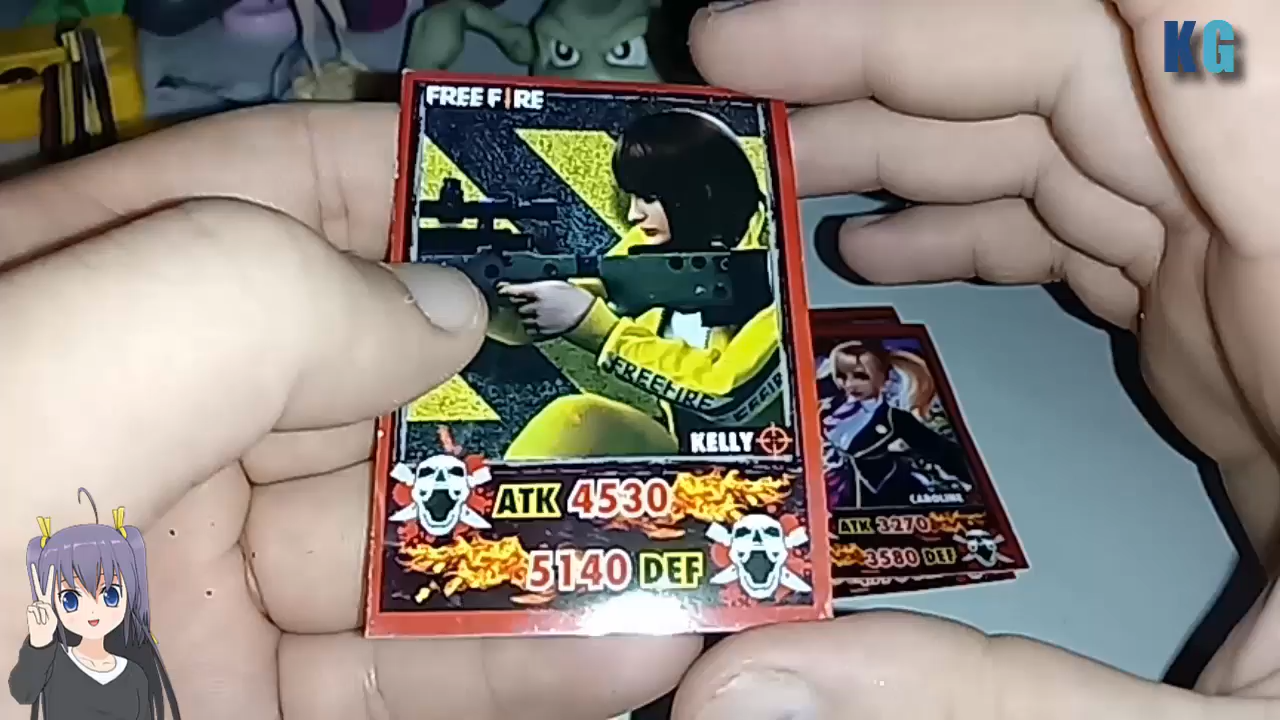 KG
FREE FIRE
FREEFIRE
KELLY
ATK 4530
5140 DEF
CAROLINE
ATK 3270
3580 DEF